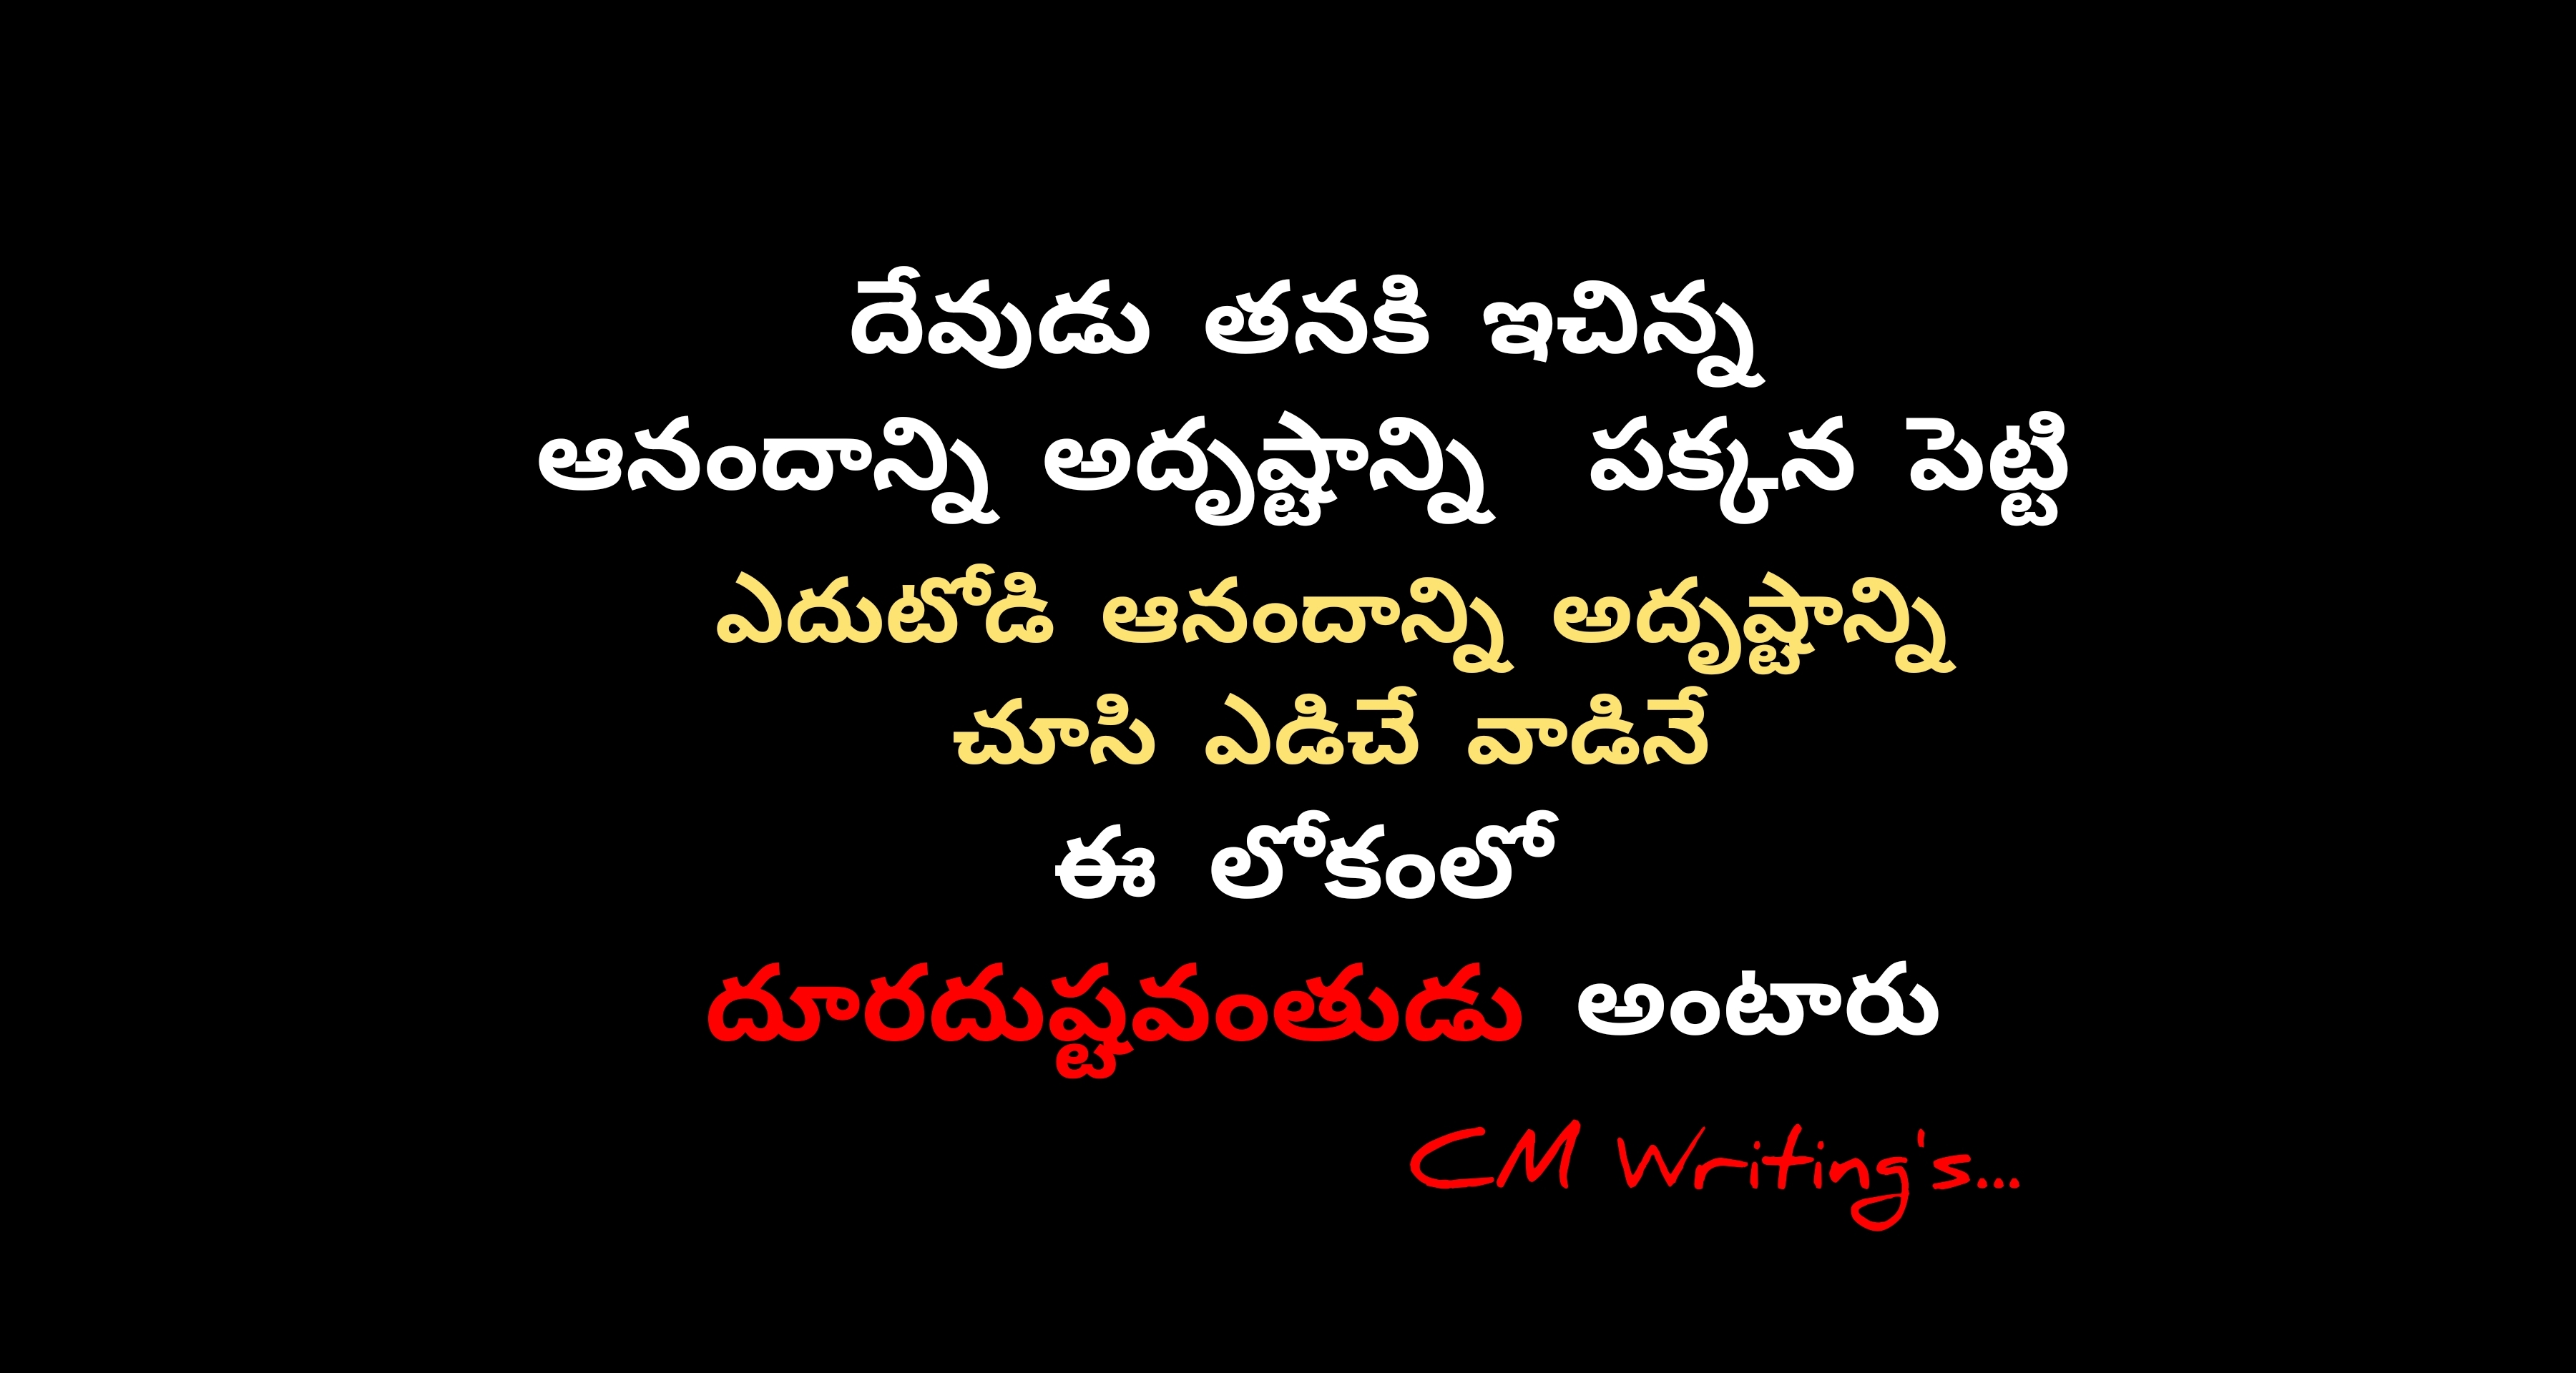 దేవుడు తనకి ఇచిన్న
ఆనందాన్ని అదృష్టాన్ని పక్కన పెట్టి
ఎదుటోడి ఆనందాన్ని అదృష్టాన్ని
చూసి ఎడిచే వాడినే
ఈ లోకంలో
దూరదుష్టవంతుడు అంటారు
CM Writing's...